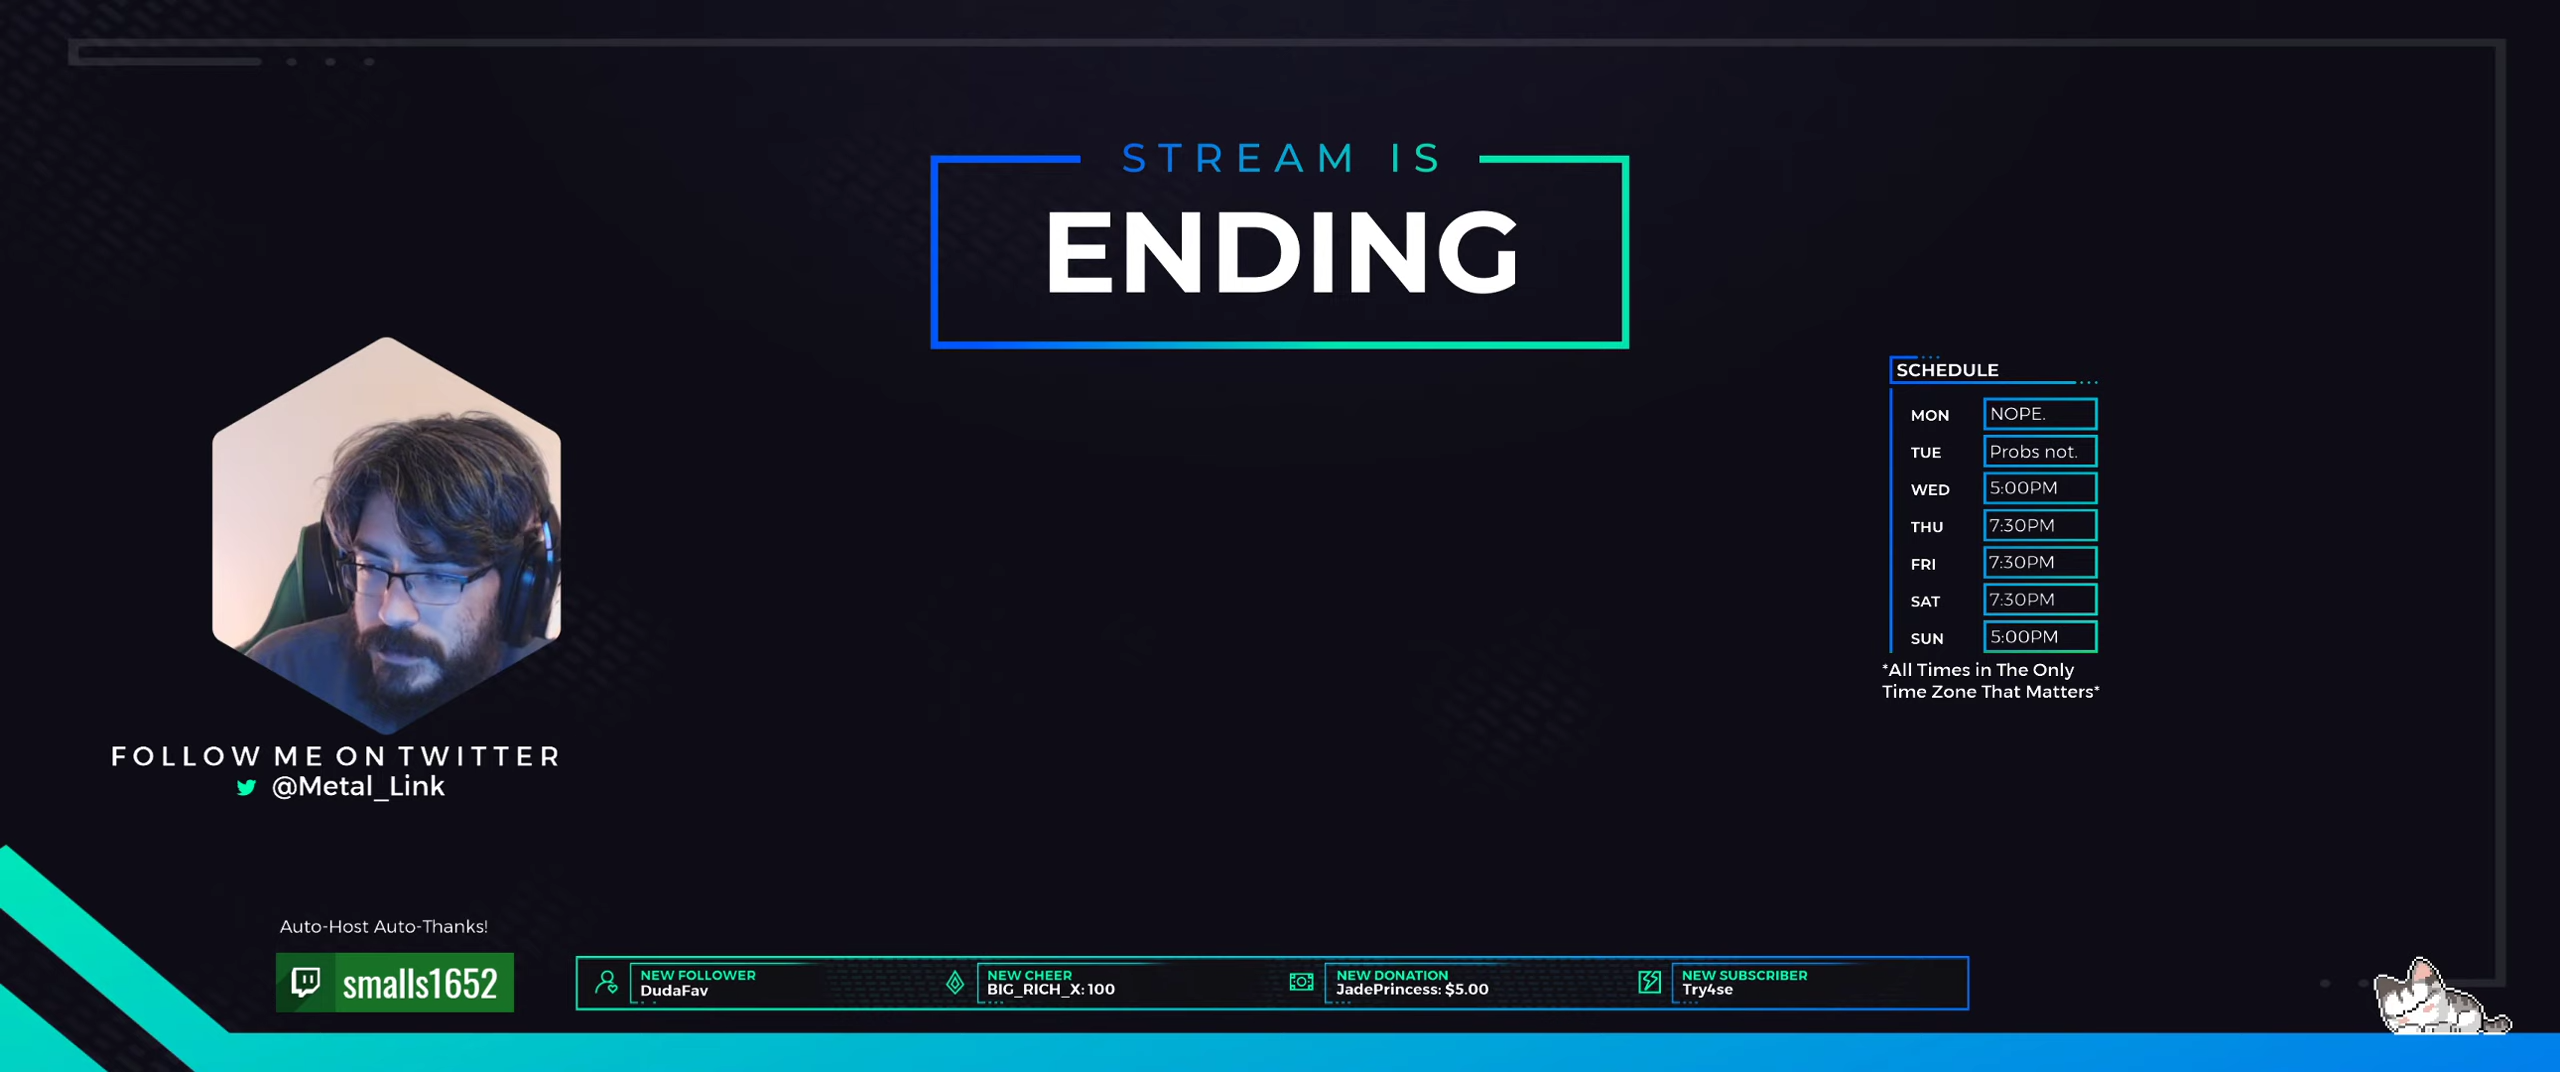 STREAM IS
ENDING
SCHEDULE
MON NOPE.
TUE Probs not.
WED 5:00PM
THU 7:30PM
FRI 7:30PM
SAT 7:30PM
SUN 5:00PM
*All Times in The Only
Time Zone That Matters*
FOLLOW ME ON TWITTER
@Metal_Link
Auto-Host Auto-Thanks!
smalls1652
NEW FOLLOWER
DudaFav
NEW CHEER
BIG_RICH_X: 100
NEW DONATION
JadePrincess: $5.00
NEW SUBSCRIBER
Try4se